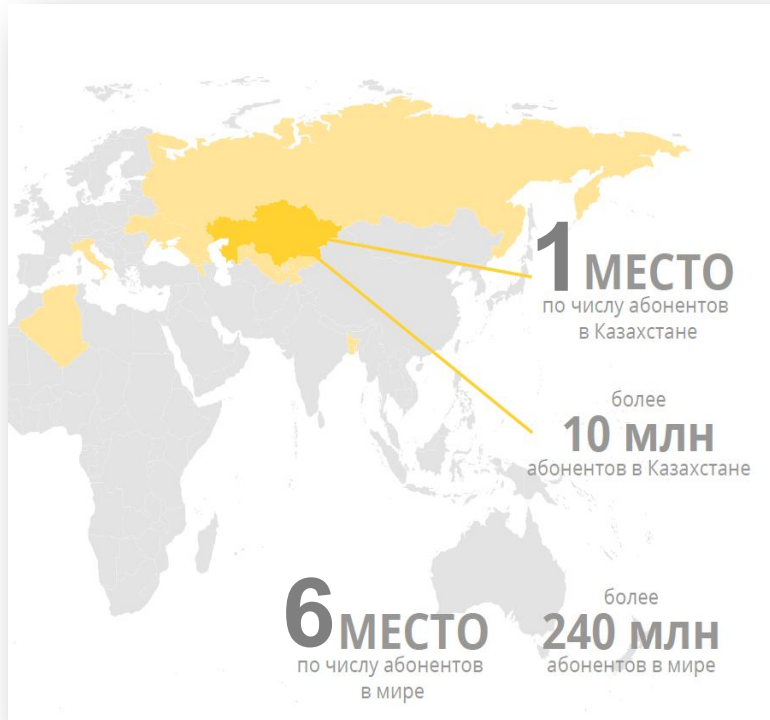 1 МЕСТО
по числу абонентов
в Казахстане
более
10 млн
абонентов в Казахстане
6 МЕСТО
по числу абонентов
в мире
более
240 млн
абонентов в мире